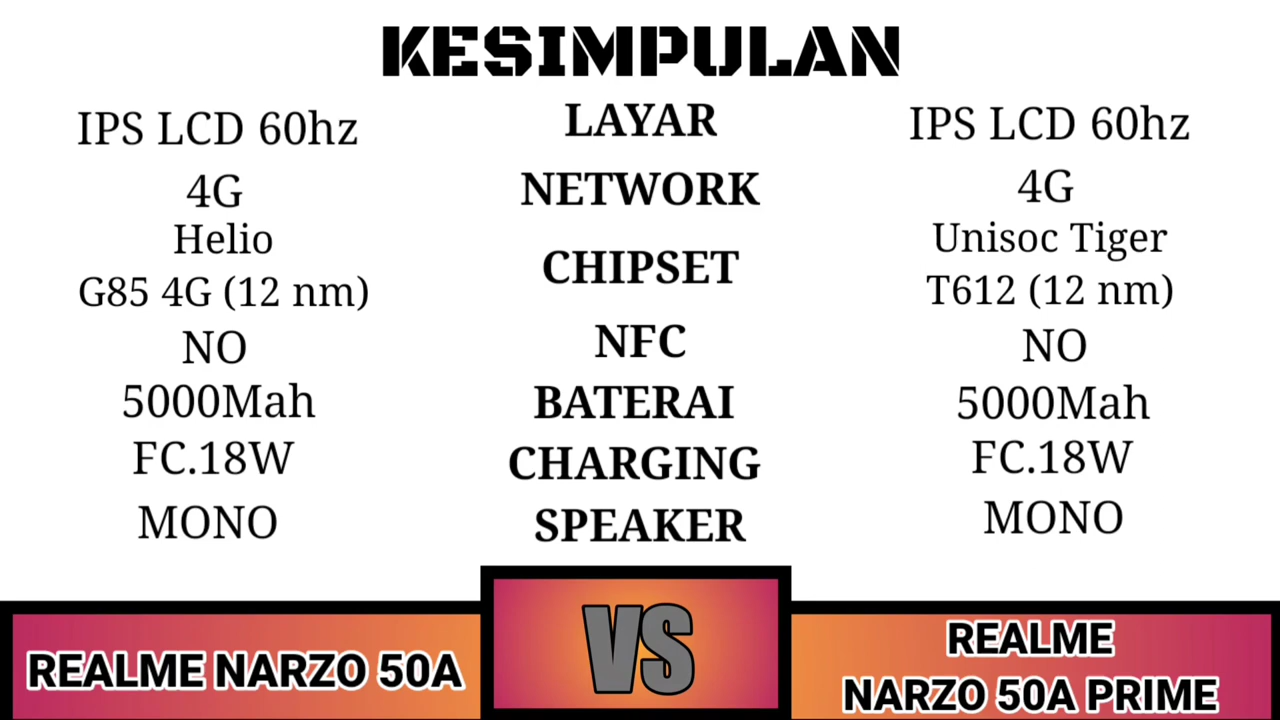 KESIMPULAN
IPS LCD 60hz LAYAR IPS LCD 60hz
4G NETWORK 4G
Helio
G85 4G (12 nm) CHIPSET Unisoc Tiger
T612 (12 nm)
NO NFC NO
5000Mah BATERAI 5000Mah
FC.18W CHARGING FC.18W
MONO SPEAKER MONO
REALME NARZO 50A VS REALME
NARZO 50A PRIME